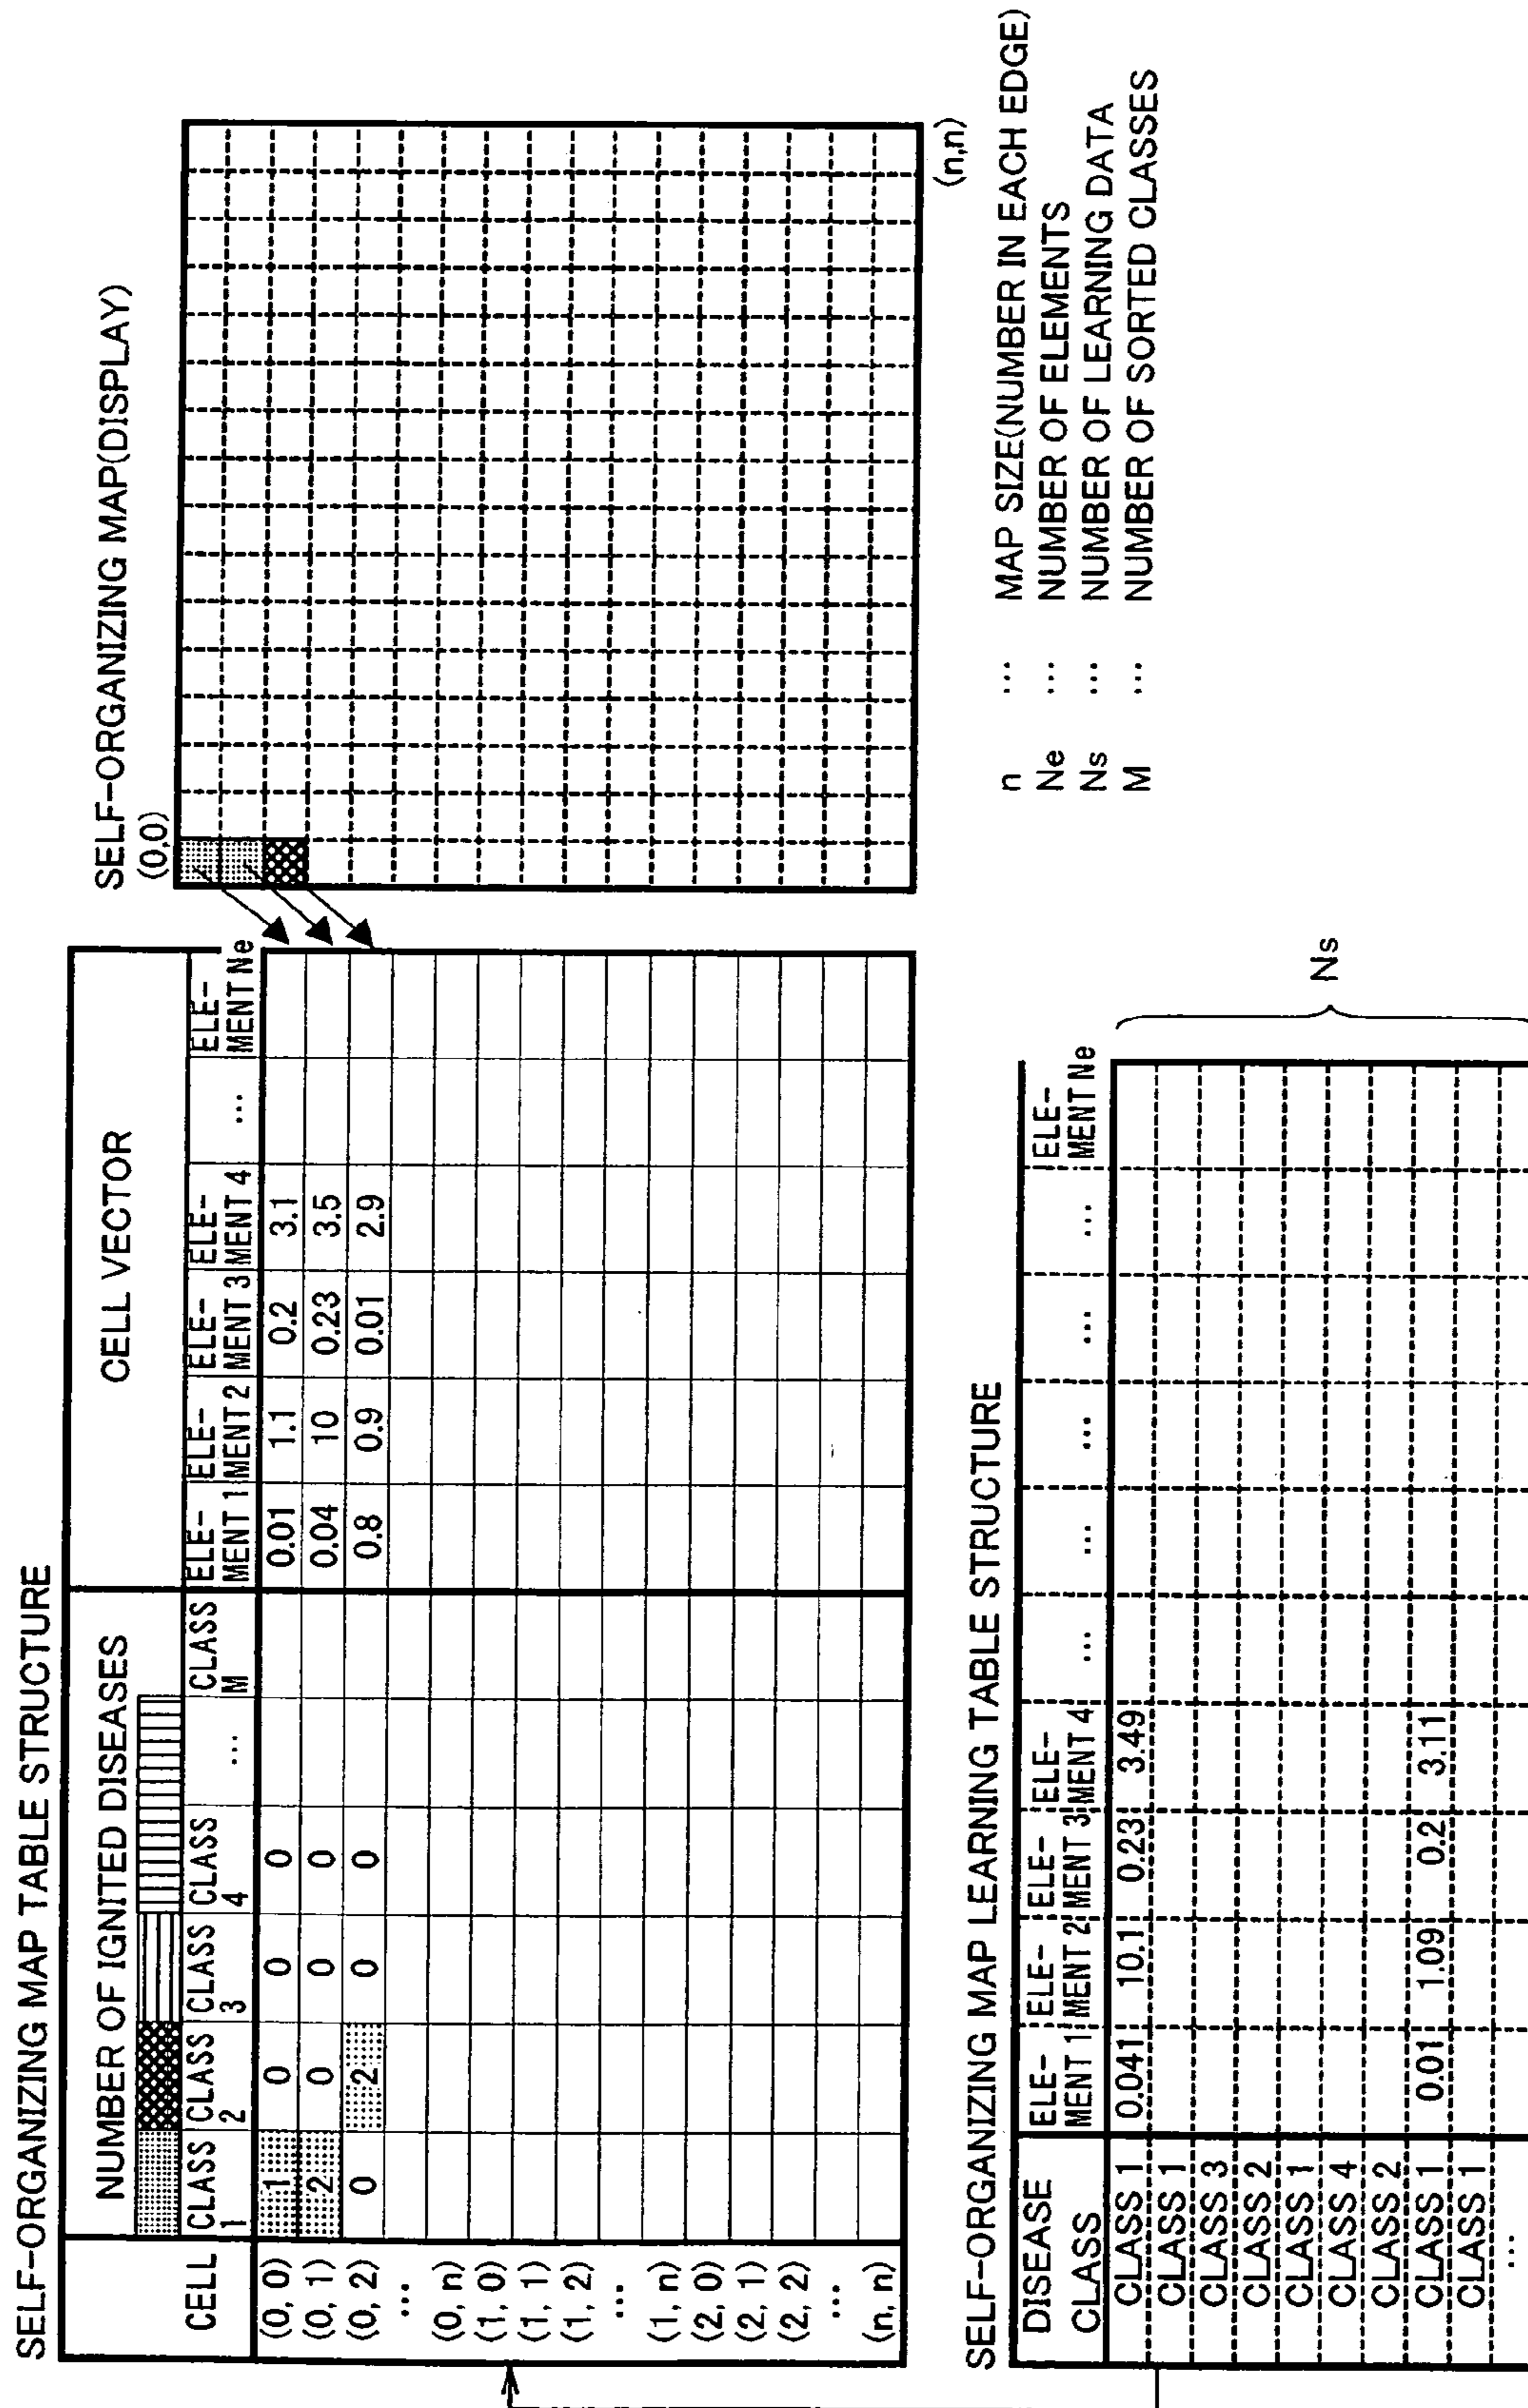 SELF-ORGANIZING MAP TABLE STRUCTURE
NUMBER OF IGNITED DISEASES
CELL VECTOR
CELL CLASS 1 CLASS 2 CLASS 3 CLASS 4 ... CLASS M ELE-MENT 1 ELE-MENT 2 ELE-MENT 3 ELE-MENT 4 ... ELE-MENT Ne
(0, 0) 1 0 0 0 0.01 1.1 0.2 3.1
(0, 1) 2 0 0 0 0.04 10 0.23 3.5
(0, 2) 0 2 0 0 0.8 0.9 0.01 2.9
...
(0, n)
(1, 0)
(1, 1)
(1, 2)
...
(1, n)
(2, 0)
(2, 1)
(2, 2)
...
(n, n)
SELF-ORGANIZING MAP(DISPLAY)
(0,0)
(n,n)
n ... MAP SIZE(NUMBER IN EACH EDGE)
Ne ... NUMBER OF ELEMENTS
Ns ... NUMBER OF LEARNING DATA
M ... NUMBER OF SORTED CLASSES
SELF-ORGANIZING MAP LEARNING TABLE STRUCTURE
DISEASE CLASS ELE-MENT 1 ELE-MENT 2 ELE-MENT 3 ELE-MENT 4 ... ... ... ... ... ELE-MENT Ne
CLASS 1 0.041 10.1 0.23 3.49
CLASS 1
CLASS 3
CLASS 2
CLASS 1
CLASS 4
CLASS 2
CLASS 1 0.01 1.09 0.2 3.11
CLASS 1
...
Ns